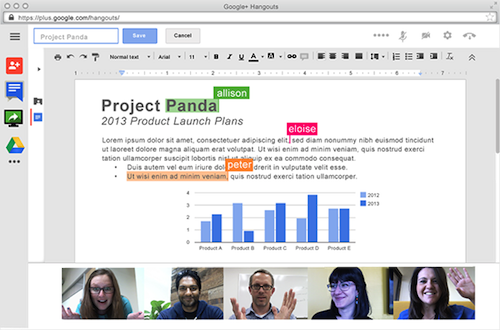 Google+ Hangouts
https://plus.google.com/hangouts/
Project Panda
Save
Cancel
Normal text
Arial
11
B I U A
allison
Project Panda
2013 Product Launch Plans
eloise
Lorem ipsum dolor sit amet, consectetuer adipiscing elit, sed diam nonummy nibh euismod tincidunt
ut laoreet dolore magna aliquam erat volutpat. Ut wisi enim ad minim veniam, quis nostrud exerci
tation ullamcorper suscipit lobortis nisl ut aliquip ex ea commodo consequat.
peter
Duis autem vel eum iriure dolor hendrerit in vulputate velit esse.
Ut wisi enim ad minim veniam, quis nostrud exerci tation ullamcorper.
4
3
2
1
0
2012
2013
Product A Product B Product C Product D Product E